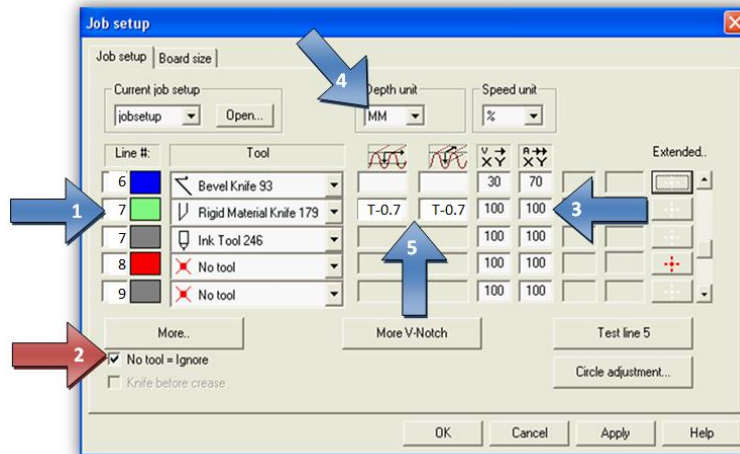 Job setup
Job setup Board size
4
Current job setup Depth unit Speed unit
jobsetup Open... MM %
V A
Line #: Tool XY XY Extended..
6 Bevel Knife 93 30 70
1 7 Rigid Material Knife 179 T-0.7 T-0.7 100 100 3
7 Ink Tool 246 100 100
5
8 No tool 100 100
9 No tool 100 100
More.. More V-Notch Test line 5
2 No tool = Ignore
Circle adjustment...
Knife before crease
OK Cancel Apply Help